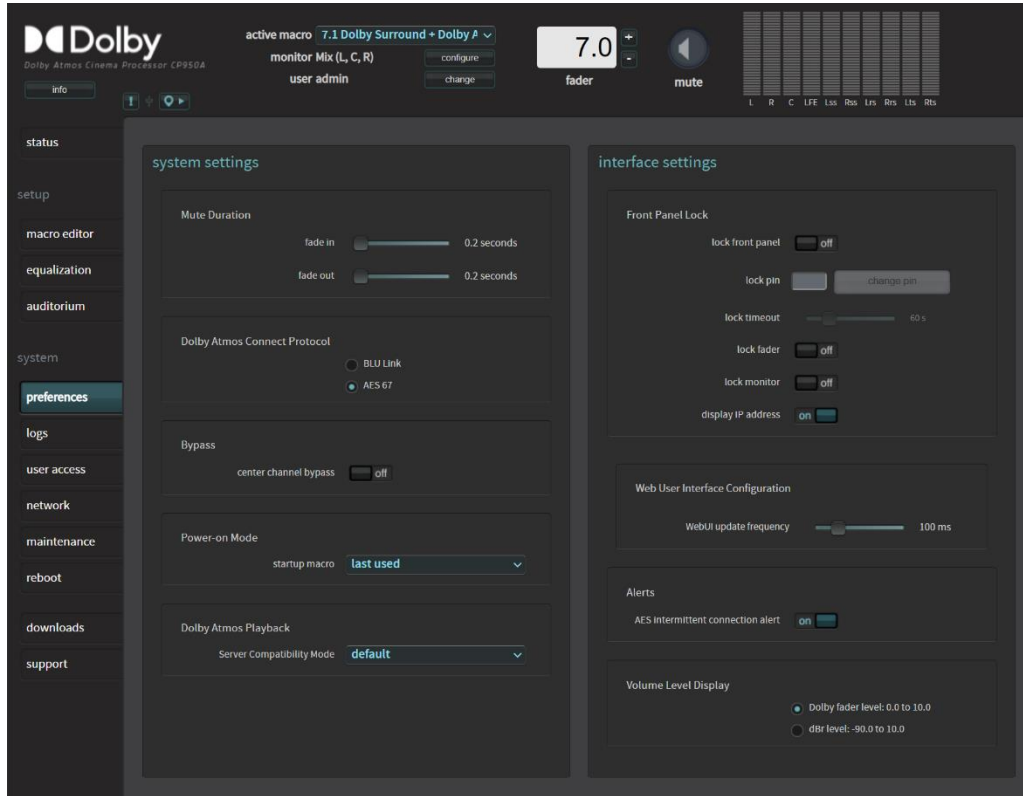 Dolby
Dolby Atmos Cinema Processor CP950A
info
active macro 7.1 Dolby Surround + Dolby A
monitor Mix (L, C, R) configure
user admin change
7.0
+
-
fader
mute
L R C LFE Lss Rss Lrs Rrs Lts Rts
status
setup
macro editor
equalization
auditorium
system
preferences
logs
user access
network
maintenance
reboot
downloads
support
system settings
Mute Duration
fade in 0.2 seconds
fade out 0.2 seconds
Dolby Atmos Connect Protocol
BLU Link
AES 67
Bypass
center channel bypass off
Power-on Mode
startup macro last used
Dolby Atmos Playback
Server Compatibility Mode default
interface settings
Front Panel Lock
lock front panel off
lock pin change pin
lock timeout 60 s
lock fader off
lock monitor off
display IP address on
Web User Interface Configuration
WebUI update frequency 100 ms
Alerts
AES intermittent connection alert on
Volume Level Display
Dolby fader level: 0.0 to 10.0
dBr level: -90.0 to 10.0